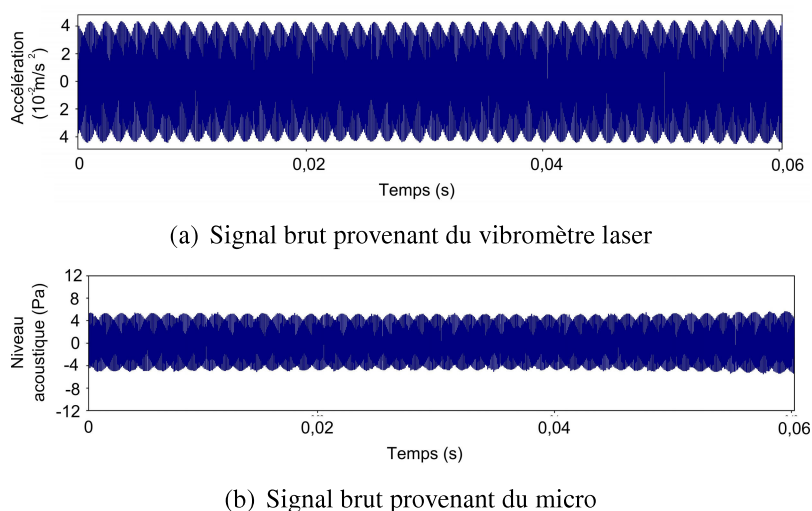 Accélération
(10-2m/s 2)
4
2
0
2
4
0
0,02
0,04
0,06
Temps (s)
(a) Signal brut provenant du vibromètre laser
Niveau
acoustique (Pa)
12
8
4
0
-4
-8
-12
0
0,02
0,04
0,06
Temps (s)
(b) Signal brut provenant du micro